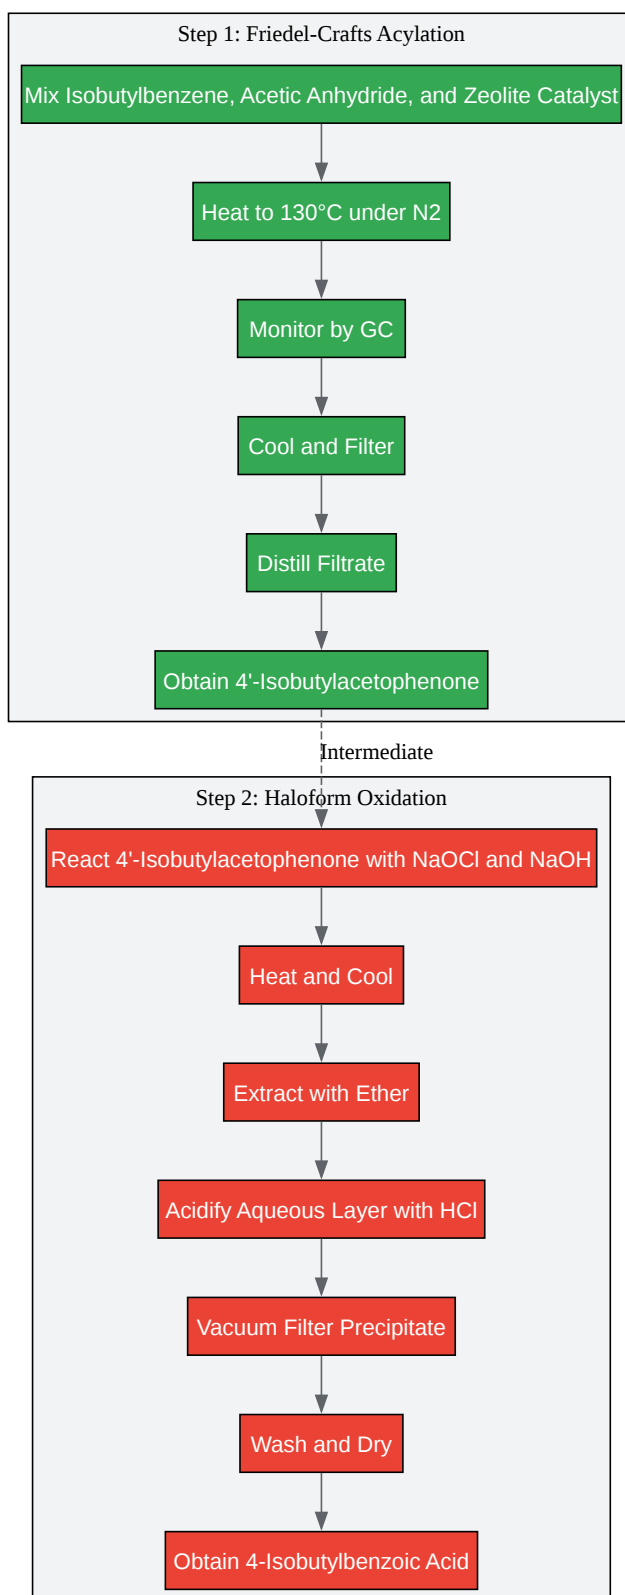 Step 1: Friedel-Crafts Acylation
Mix Isobutylbenzene, Acetic Anhydride, and Zeolite Catalyst
Heat to 130°C under N2
Monitor by GC
Cool and Filter
Distill Filtrate
Obtain 4'-Isobutylacetophenone
Intermediate
Step 2: Haloform Oxidation
React 4'-Isobutylacetophenone with NaOCl and NaOH
Heat and Cool
Extract with Ether
Acidify Aqueous Layer with HCl
Vacuum Filter Precipitate
Wash and Dry
Obtain 4-Isobutylbenzoic Acid